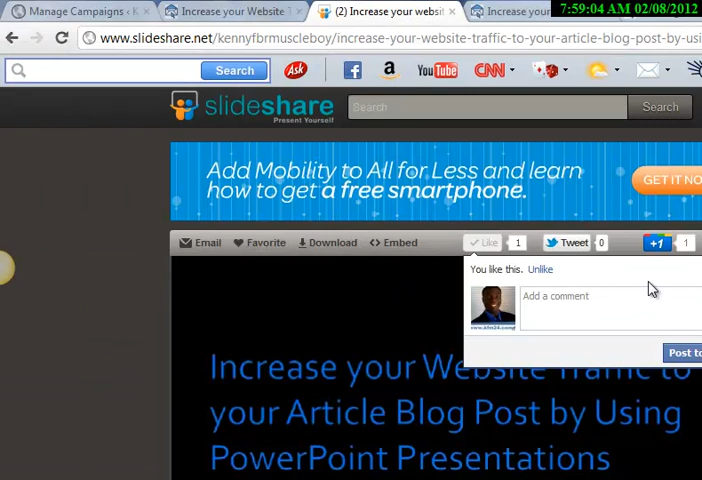 7:59:04 AM 02/08/2012
Manage Campaigns ‹ K
Increase your Website T
(2) Increase your websit
Increase your
www.slideshare.net/kennyfbrmuscleboy/increase-your-website-traffic-to-your-article-blog-post-by-usi
Search
Ask
You Tube
CNN
slideshare
Present Yourself
Search
Search
Add Mobility to All for Less and learn
how to get a free smartphone.
GET IT NO
Email
Favorite
Download
Embed
Like
1
Tweet
0
+1
1
You like this. Unlike
Add a comment
Post to
Increase your Website Traffic to
your Article Blog Post by Using
PowerPoint Presentations